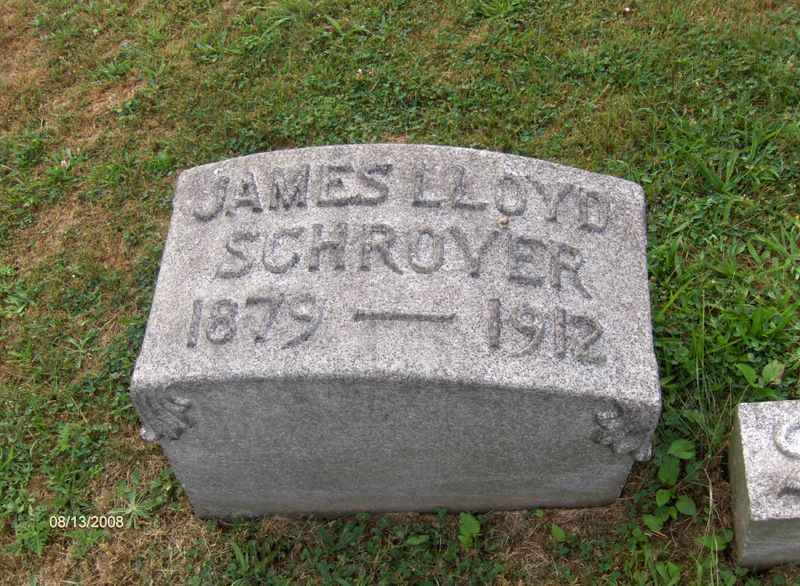 JAMES LLOYD
SCHROYER
1879 — 1912
08/13/2008